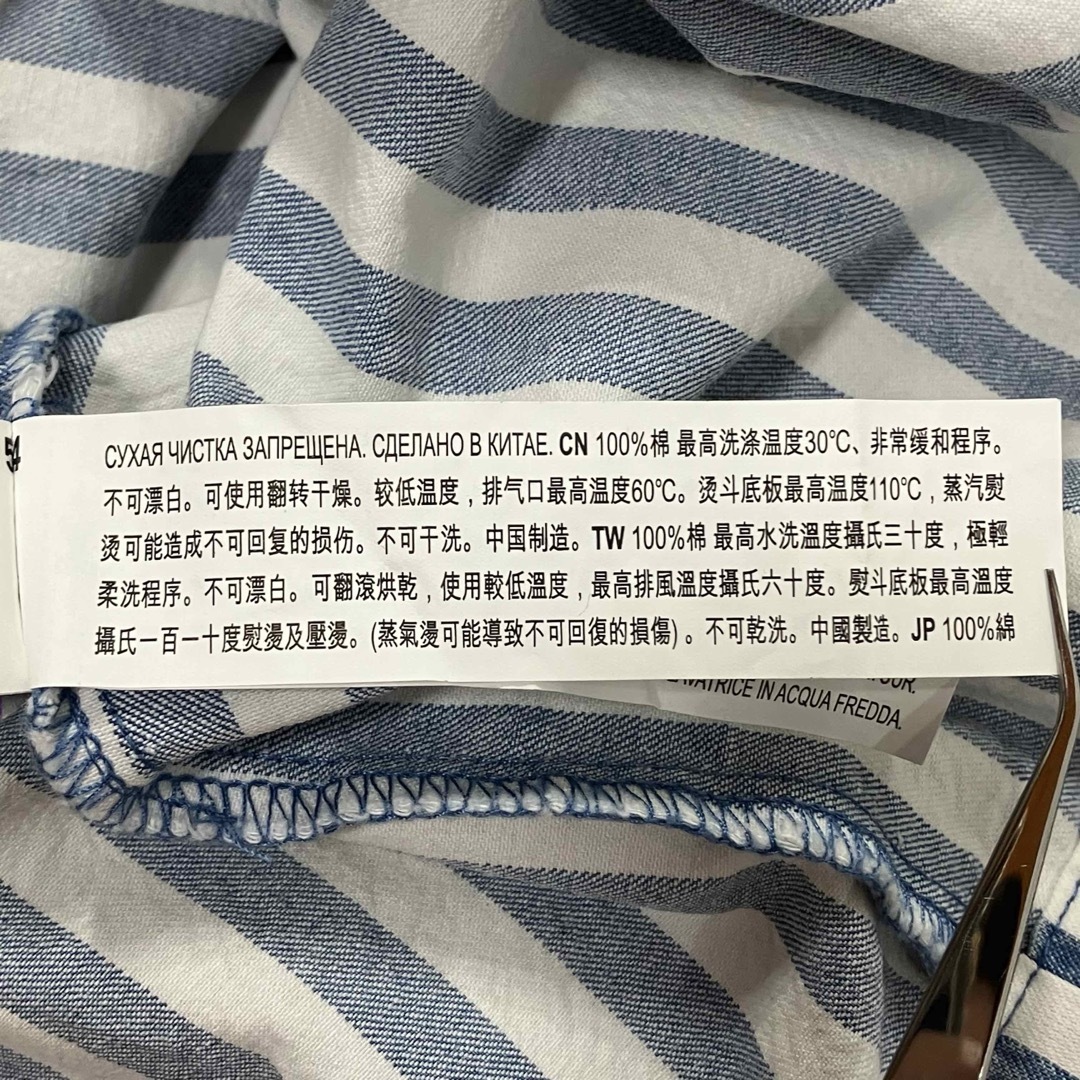 54
СУХАЯ ЧИСТКА ЗАПРЕЩЕНА. СДЕЛАНО В КИТАЕ. CN 100%棉 最高洗涤温度30℃、非常缓和程序。
不可漂白。可使用翻转干燥。较低温度，排气口最高温度60℃。烫斗底板最高温度110℃，蒸汽熨
烫可能造成不可回复的损伤。不可干洗。中国制造。TW 100%棉 最高水洗溫度攝氏三十度，極輕
柔洗程序。不可漂白。可翻滾烘乾，使用較低溫度，最高排風溫度攝氏六十度。熨斗底板最高溫度
攝氏一百一十度熨燙及壓燙。(蒸氣燙可能導致不可回復的損傷) 。不可乾洗。中國製造。JP 100%綿
IN ACQUA FREDDA.